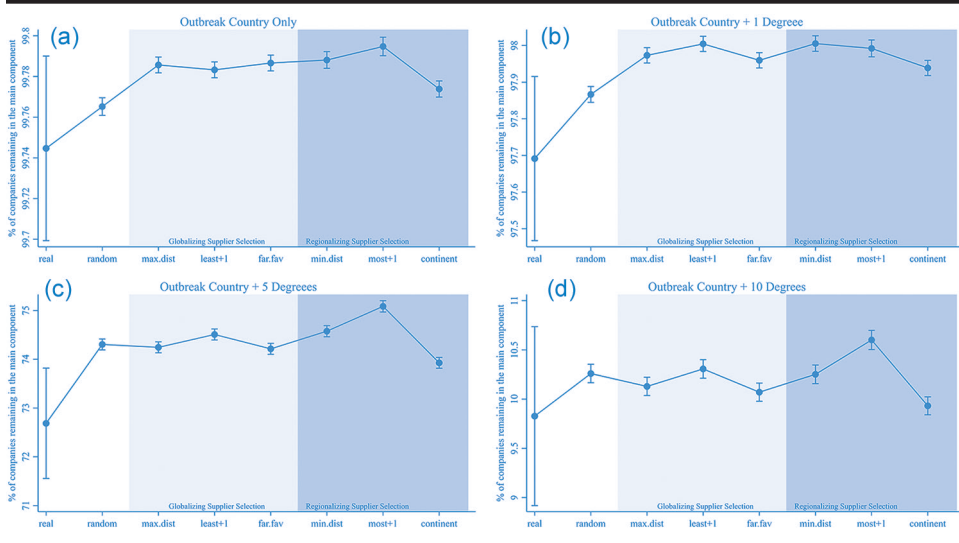 Outbreak Country Only
(a)
% of companies remaining in the main component
99.8
99.78
99.76
99.74
99.72
99.7
Globalizing Supplier Selection
Regionalizing Supplier Selection
real random max.dist least+1 far.fav min.dist most+1 continent
Outbreak Country + 1 Degreee
(b)
% of companies remaining in the main component
98
97.9
97.8
97.7
97.6
97.5
Globalizing Supplier Selection
Regionalizing Supplier Selection
real random max.dist least+1 far.fav min.dist most+1 continent
Outbreak Country + 5 Degreees
(c)
% of companies remaining in the main component
75
74
73
72
71
Globalizing Supplier Selection
Regionalizing Supplier Selection
real random max.dist least+1 far.fav min.dist most+1 continent
Outbreak Country + 10 Degreees
(d)
% of companies remaining in the main component
11
10.5
10
9.5
9
Globalizing Supplier Selection
Regionalizing Supplier Selection
real random max.dist least+1 far.fav min.dist most+1 continent